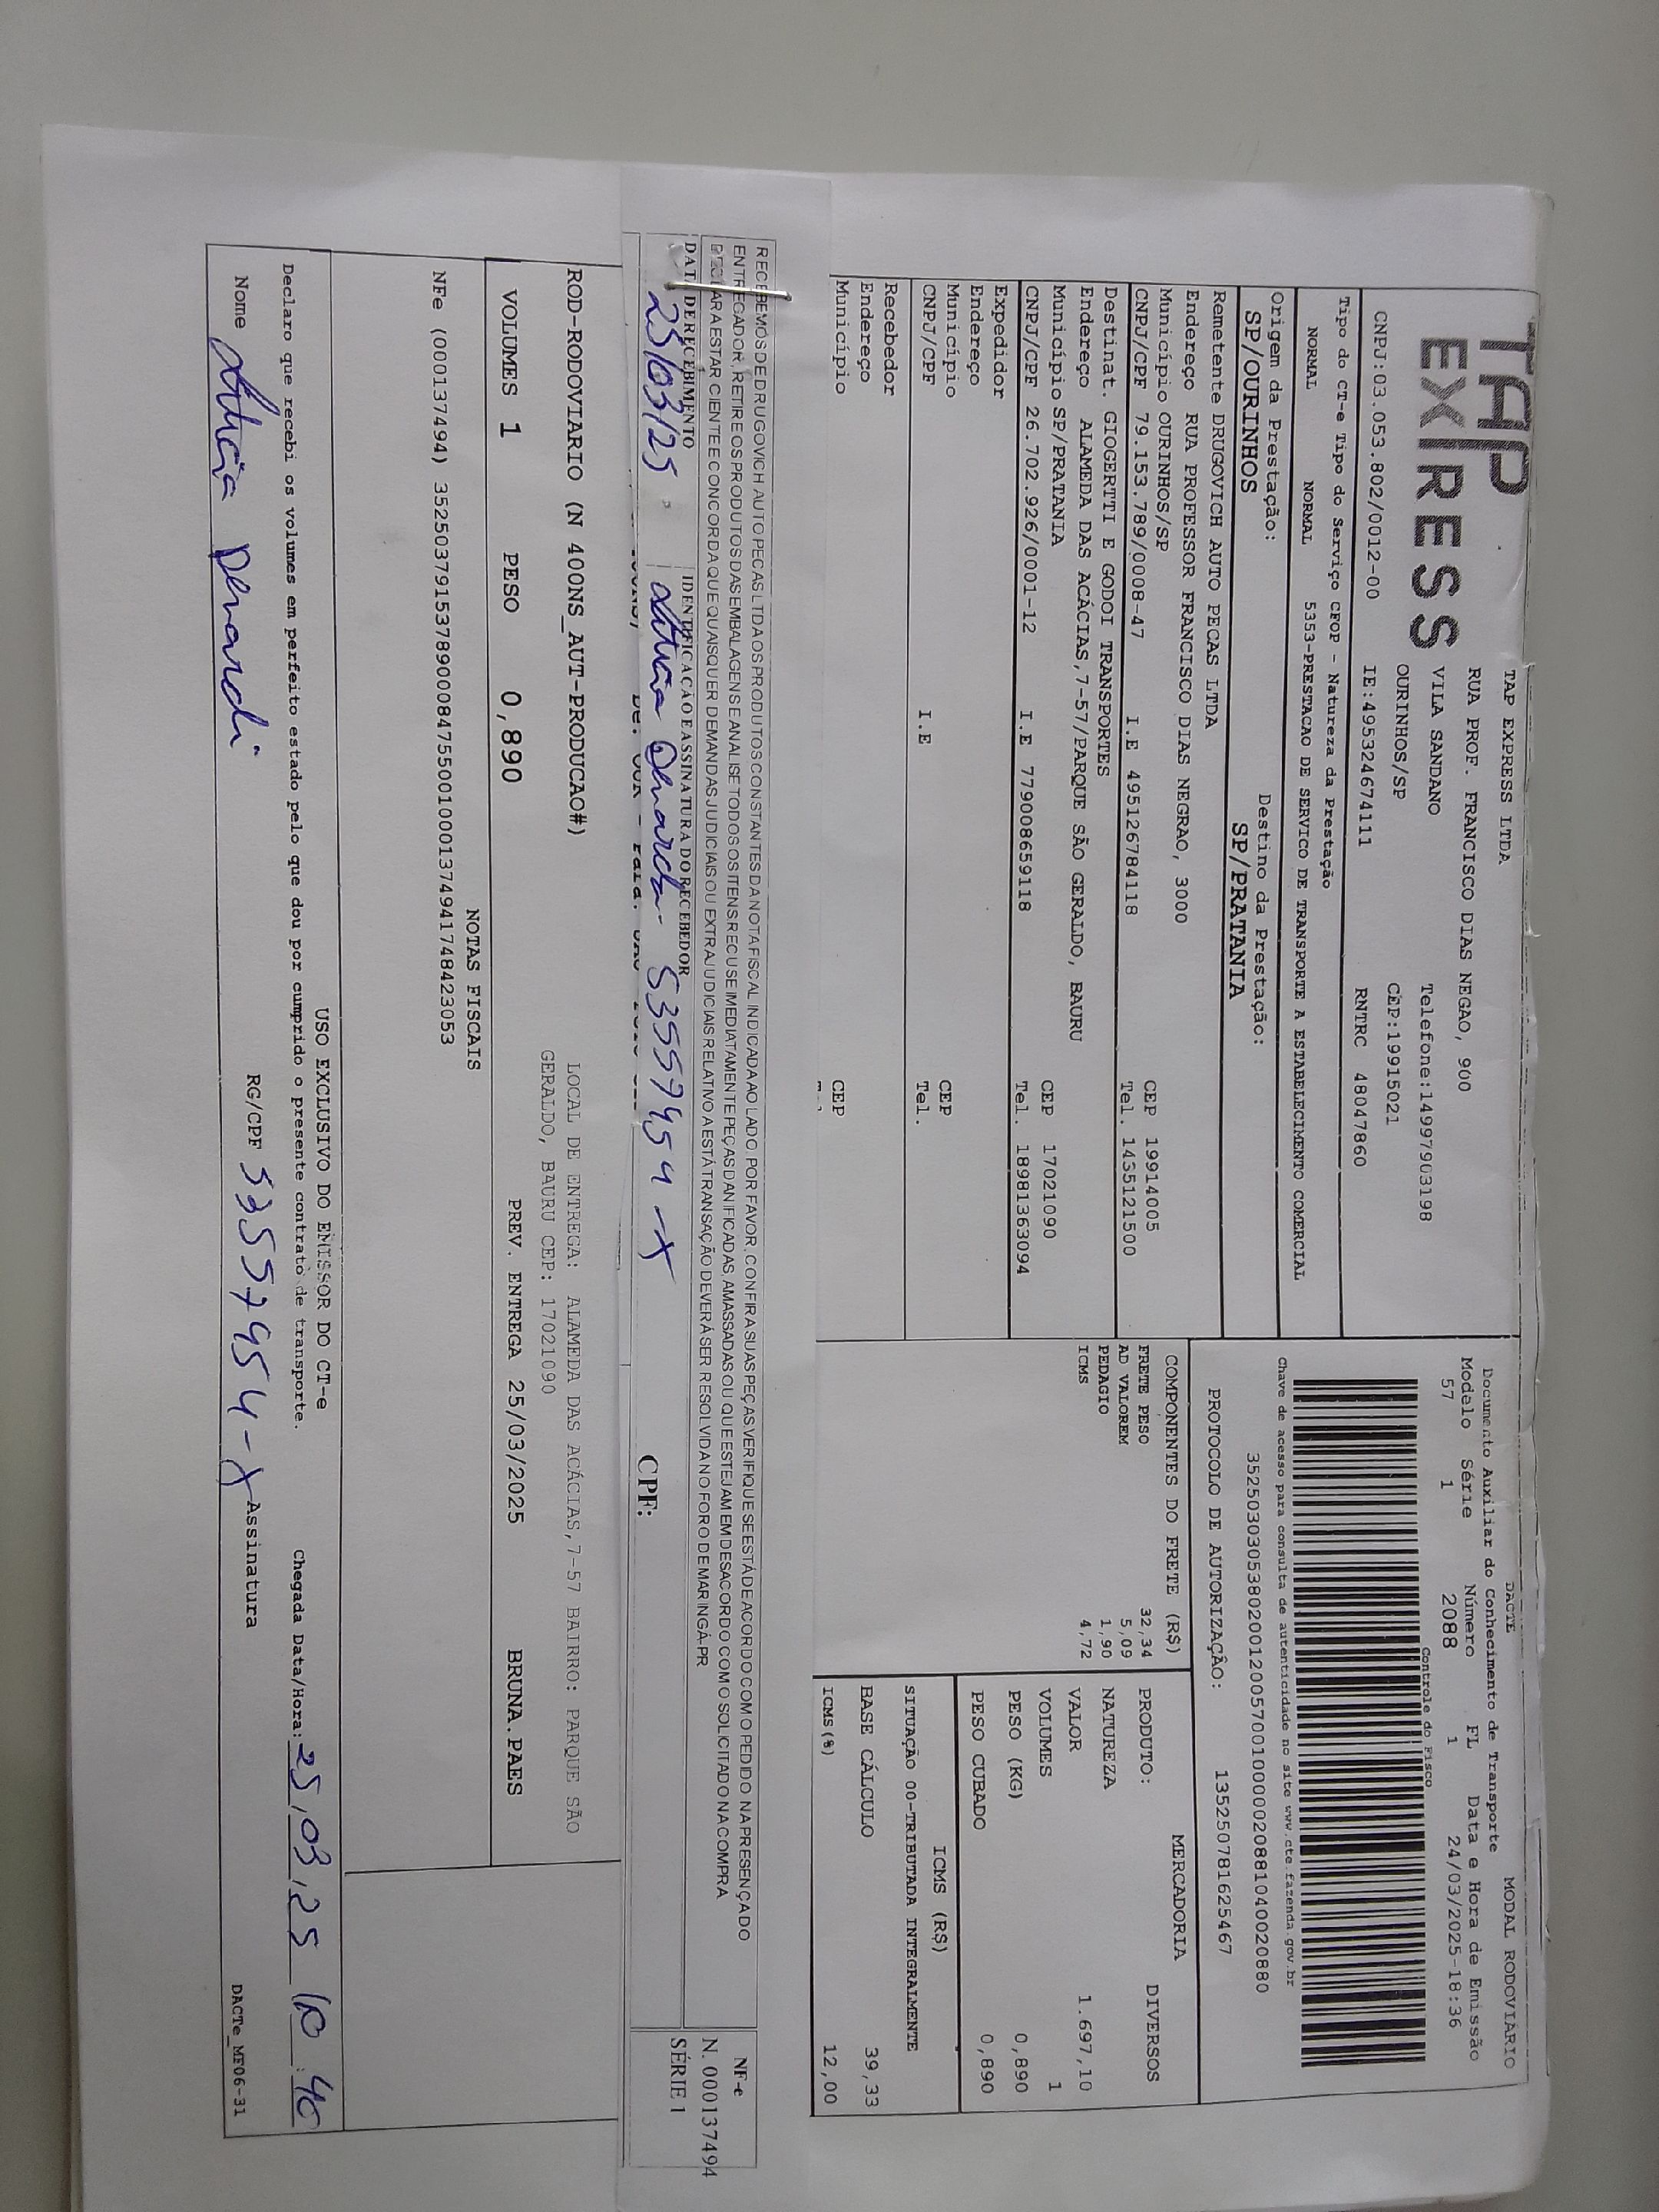 TAP EXPRESS
TAP EXPRESS LTDA
RUA PROF. FRANCISCO DIAS NEGAO, 900
VILA SANDANO Telefone:14997903198
OURINHOS/SP CEP:19915021
CNPJ:03.053.802/0012-00 IE:495324674111 RNTRC 48047860
DACTE MODAL RODOVIÁRIO
Documento Auxiliar do Conhecimento de Transporte
Modelo Série Número FL Data e Hora de Emissão
57 1 2088 1 24/03/2025-18:36
Controle do Fisco
Chave de acesso para consulta de autenticidade no site www.cte.fazenda.gov.br
35250303053802001200570010000020881040020880
PROTOCOLO DE AUTORIZAÇÃO: 135250781625467
Tipo do CT-e Tipo do Serviço CFOP - Natureza da Prestação
NORMAL NORMAL 5353-PRESTACAO DE SERVICO DE TRANSPORTE A ESTABELECIMENTO COMERCIAL
Origem da Prestação: Destino da Prestação:
SP/OURINHOS SP/PRATANIA
Remetente DRUGOVICH AUTO PECAS LTDA
Endereço RUA PROFESSOR FRANCISCO DIAS NEGRAO, 3000
Município OURINHOS/SP CEP 19914005
CNPJ/CPF 79.153.789/0008-47 I.E 495126784118 Tel. 1435121500
Destinat. GIOGERTTI E GODOI TRANSPORTES
Endereço ALAMEDA DAS ACÁCIAS,7-57/PARQUE SÃO GERALDO, BAURU
Município SP/PRATANIA CEP 17021090
CNPJ/CPF 26.702.926/0001-12 I.E 779008659118 Tel. 18981363094
Expedidor
Endereço
Município CEP
CNPJ/CPF I.E Tel.
Recebedor
Endereço
Município CEP
COMPONENTES DO FRETE (R$)
FRETE PESO 32,34
AD VALOREM 5,09
PEDAGIO 1,90
ICMS 4,72
MERCADORIA
PRODUTO: DIVERSOS
NATUREZA
VALOR 1.697,10
VOLUMES 1
PESO (KG) 0,890
PESO CUBADO 0,890
ICMS (R$)
SITUAÇÃO 00-TRIBUTADA INTEGRALMENTE
BASE CÁLCULO 39,33
ICMS(%) 12,00
RECEBEMOS DE DRUGOVICH AUTO PECAS LTDA OS PRODUTOS CONSTANTES DA NOTA FISCAL INDICADA AO LADO. POR FAVOR, CONFIRA SUAS PEÇAS VERIFIQUE SE ESTÁ DE ACORDO COM O PEDIDO. NA PRESENÇA DO
ENTREGADOR, RETIRE OS PRODUTOS DAS EMBALAGENS E ANALISE TODOS OS ITENS RECUSE IMEDIATAMENTE PEÇAS DANIFICADAS, AMASSADAS OU QUE ESTEJAM EM DESACORDO COM O SOLICITADO NA COMPRA
DECLARA ESTAR CIENTE E CONCORDA QUE QUAISQUER DEMANDAS JUDICIAIS OU EXTRAJUDICIAIS RELATIVO A ESTÁ TRANSAÇÃO DEVERÁ SER RESOLVIDA NO FORO DE MARINGÁ-PR
DATA DE RECEBIMENTO IDENTIFICAÇÃO E ASSINATURA DO RECEBEDOR
25/03/25 Denardi 53557954-X CPF:
NF-e
N. 000137494
SÉRIE 1
ROD-RODOVIARIO (N 400NS_AUT-PRODUCAO#)
LOCAL DE ENTREGA: ALAMEDA DAS ACÁCIAS,7-57 BAIRRO: PARQUE SÃO
GERALDO, BAURU CEP: 17021090
VOLUMES 1 PESO 0,890 PREV. ENTREGA 25/03/2025 BRUNA.PAES
NOTAS FISCAIS
NFe (000137494) 35250379153789000847550010001374941748423053
USO EXCLUSIVO DO EMISSOR DO CT-e
Declaro que recebi os volumes em perfeito estado pelo que dou por cumprido o presente contrato de transporte. Chegada Data/Hora: 25/03/25 10:40
Nome Denardi RG/CPF 53557954-X Assinatura
DACTe_MF06-31